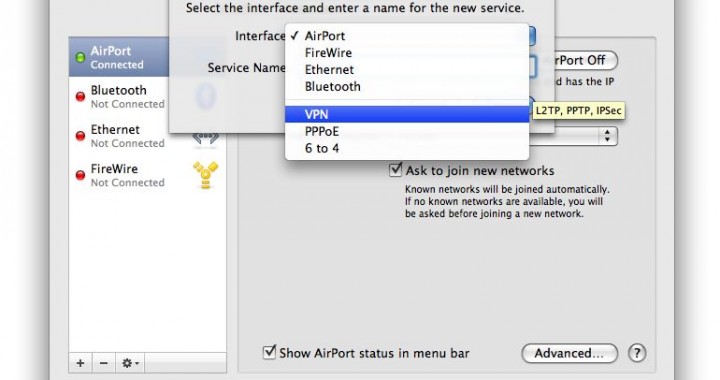 Select the interface and enter a name for the new service.
Interface
✓ AirPort
FireWire
Ethernet
Bluetooth
VPN
PPPoE
6 to 4
L2TP, PPTP, IPSec
Service Name
AirPort
Connected
Bluetooth
Not Connected
Ethernet
Not Connected
FireWire
Not Connected
rPort Off
d has the IP
Ask to join new networks
Known networks will be joined automatically.
If no known networks are available, you will
be asked before joining a new network.
Show AirPort status in menu bar
Advanced...
?
+ −